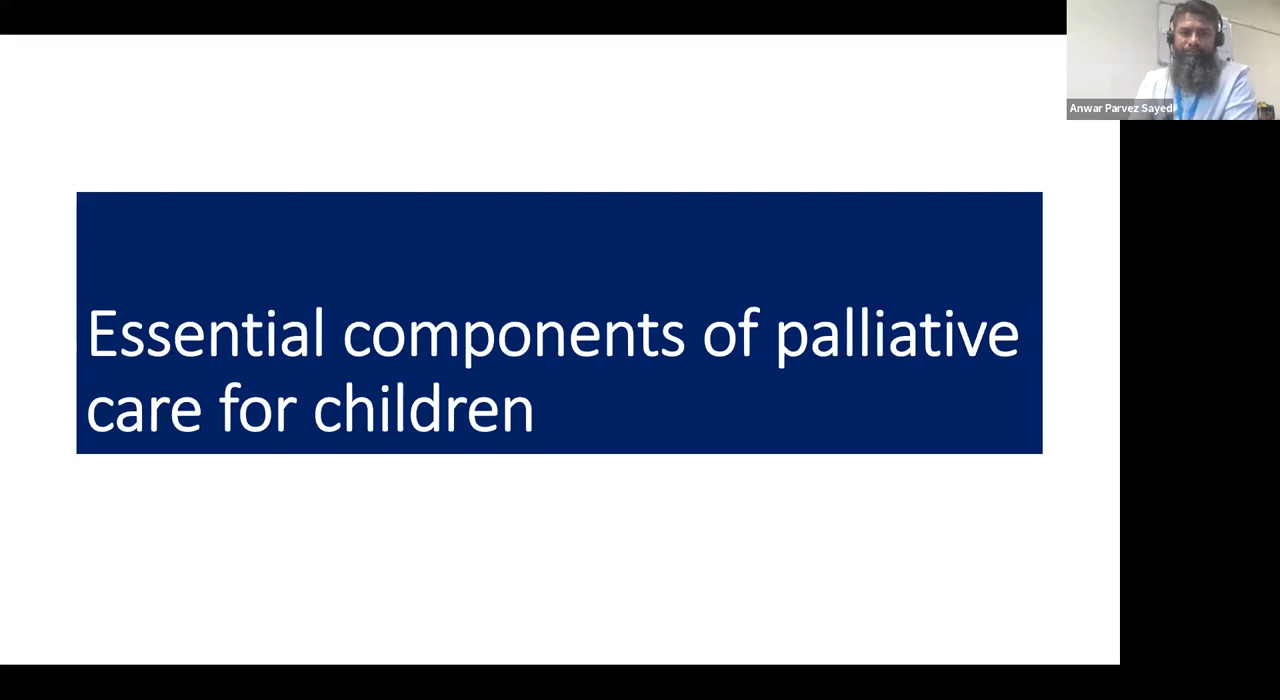 Anwar Parvez Sayed
Essential components of palliative
care for children